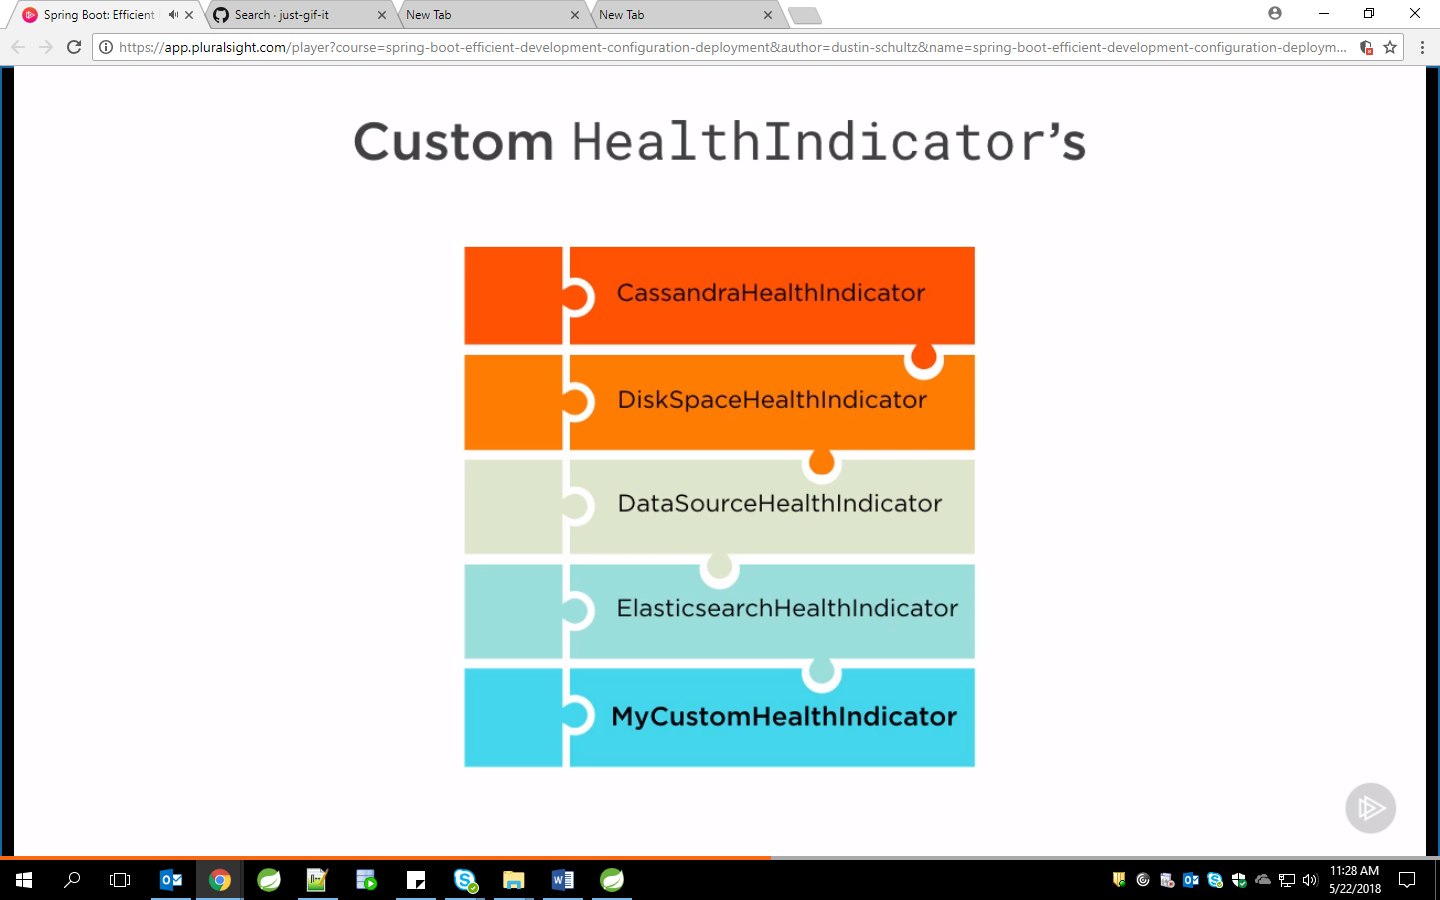 Spring Boot: Efficient
Search · just-gif-it
New Tab
New Tab
https://app.pluralsight.com/player?course=spring-boot-efficient-development-configuration-deployment&author=dustin-schultz&name=spring-boot-efficient-development-configuration-deploym...
Custom HealthIndicator’s
CassandraHealthIndicator
DiskSpaceHealthIndicator
DataSourceHealthIndicator
ElasticsearchHealthIndicator
MyCustomHealthIndicator
11:28 AM
5/22/2018